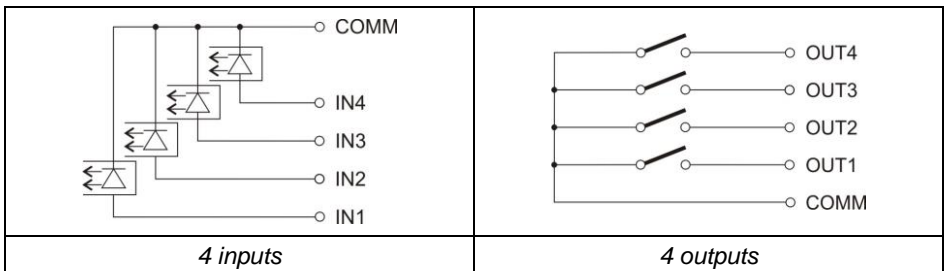 COMM
IN4
IN3
IN2
IN1
4 inputs
OUT4
OUT3
OUT2
OUT1
COMM
4 outputs